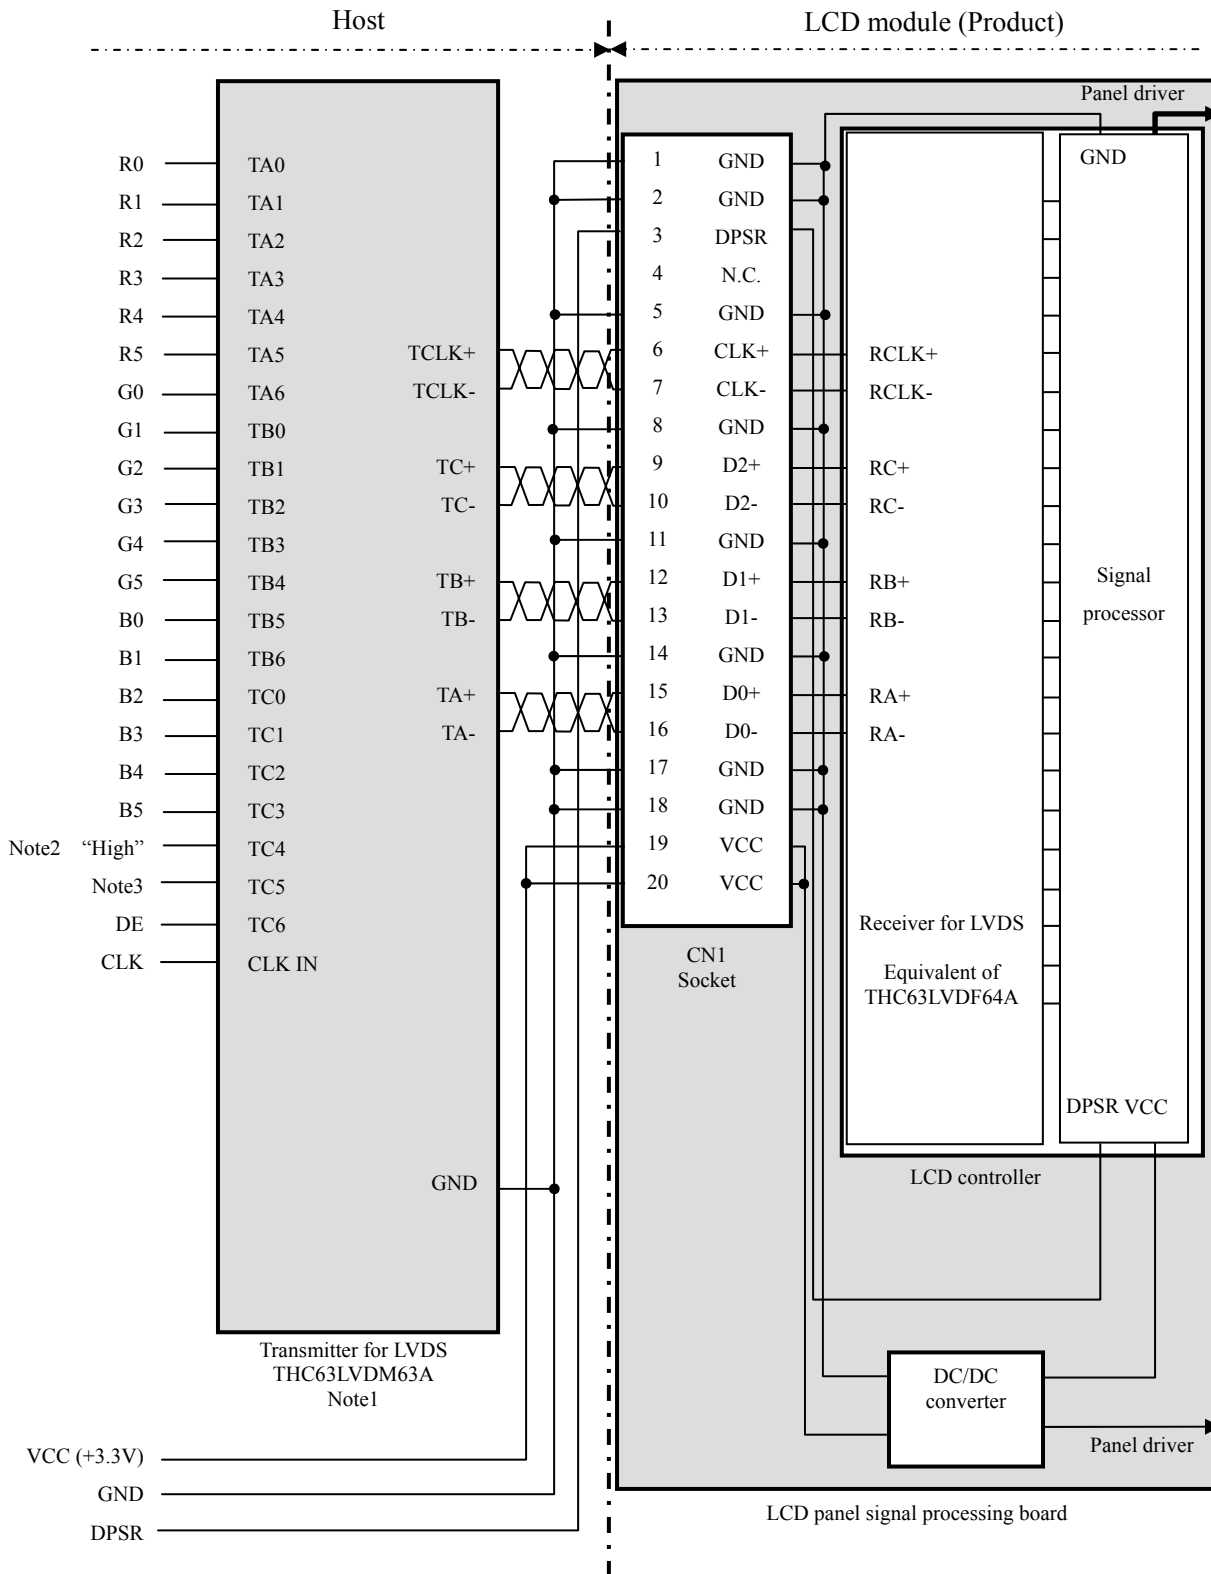 Host
LCD module (Product)
Panel driver
R0 TA0
R1 TA1
R2 TA2
R3 TA3
R4 TA4
R5 TA5 TCLK+
G0 TA6 TCLK-
G1 TB0
G2 TB1 TC+
G3 TB2 TC-
G4 TB3
G5 TB4 TB+
B0 TB5 TB-
B1 TB6
B2 TC0 TA+
B3 TC1 TA-
B4 TC2
B5 TC3
Note2 “High” TC4
Note3 TC5
DE TC6
CLK CLK IN
GND
Transmitter for LVDS
THC63LVDM63A
Note1
VCC (+3.3V)
GND
DPSR
1 GND
2 GND
3 DPSR
4 N.C.
5 GND
6 CLK+
7 CLK-
8 GND
9 D2+
10 D2-
11 GND
12 D1+
13 D1-
14 GND
15 D0+
16 D0-
17 GND
18 GND
19 VCC
20 VCC
CN1
Socket
RCLK+
RCLK-
RC+
RC-
RB+
RB-
RA+
RA-
Receiver for LVDS
Equivalent of
THC63LVDF64A
GND
Signal
processor
DPSR VCC
LCD controller
DC/DC
converter
Panel driver
LCD panel signal processing board